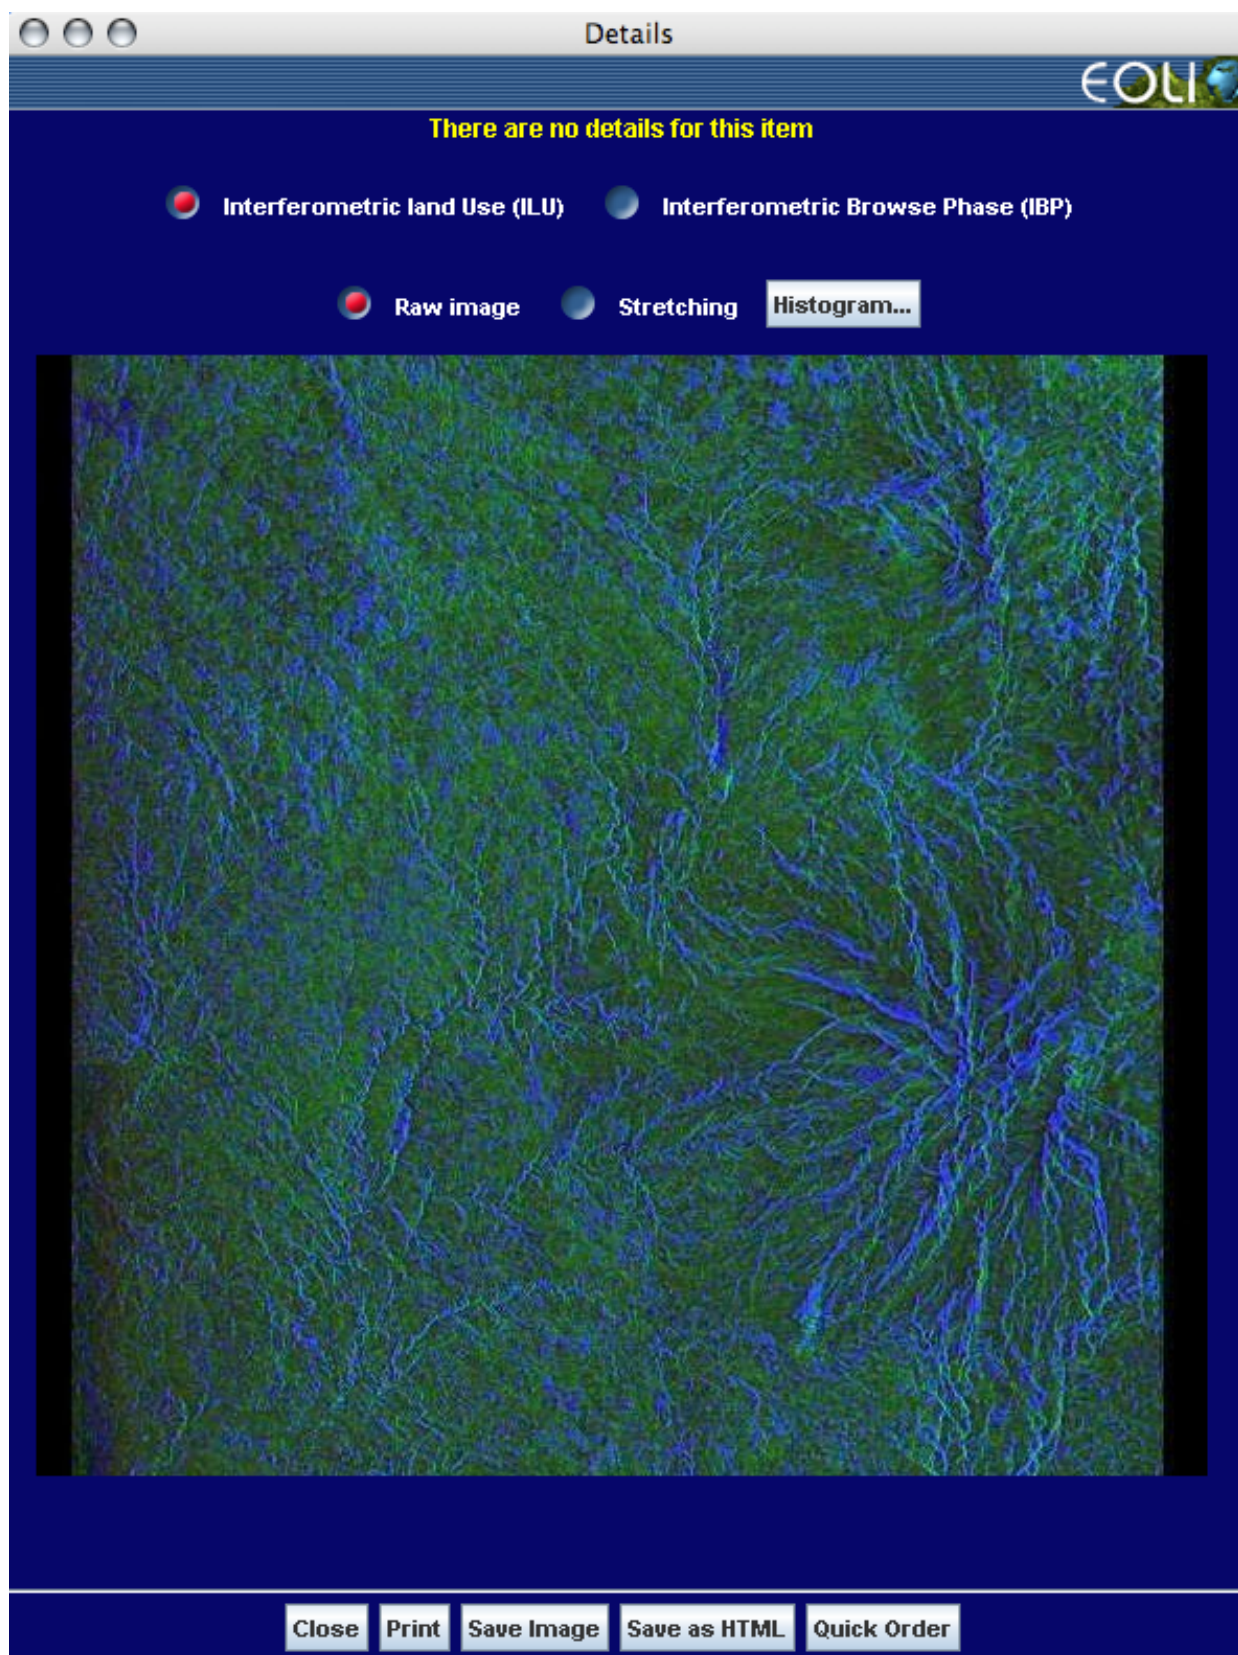 Details
EOLI
There are no details for this item
Interferometric land Use (ILU) Interferometric Browse Phase (IBP)
Raw image Stretching Histogram...
Close Print Save Image Save as HTML Quick Order